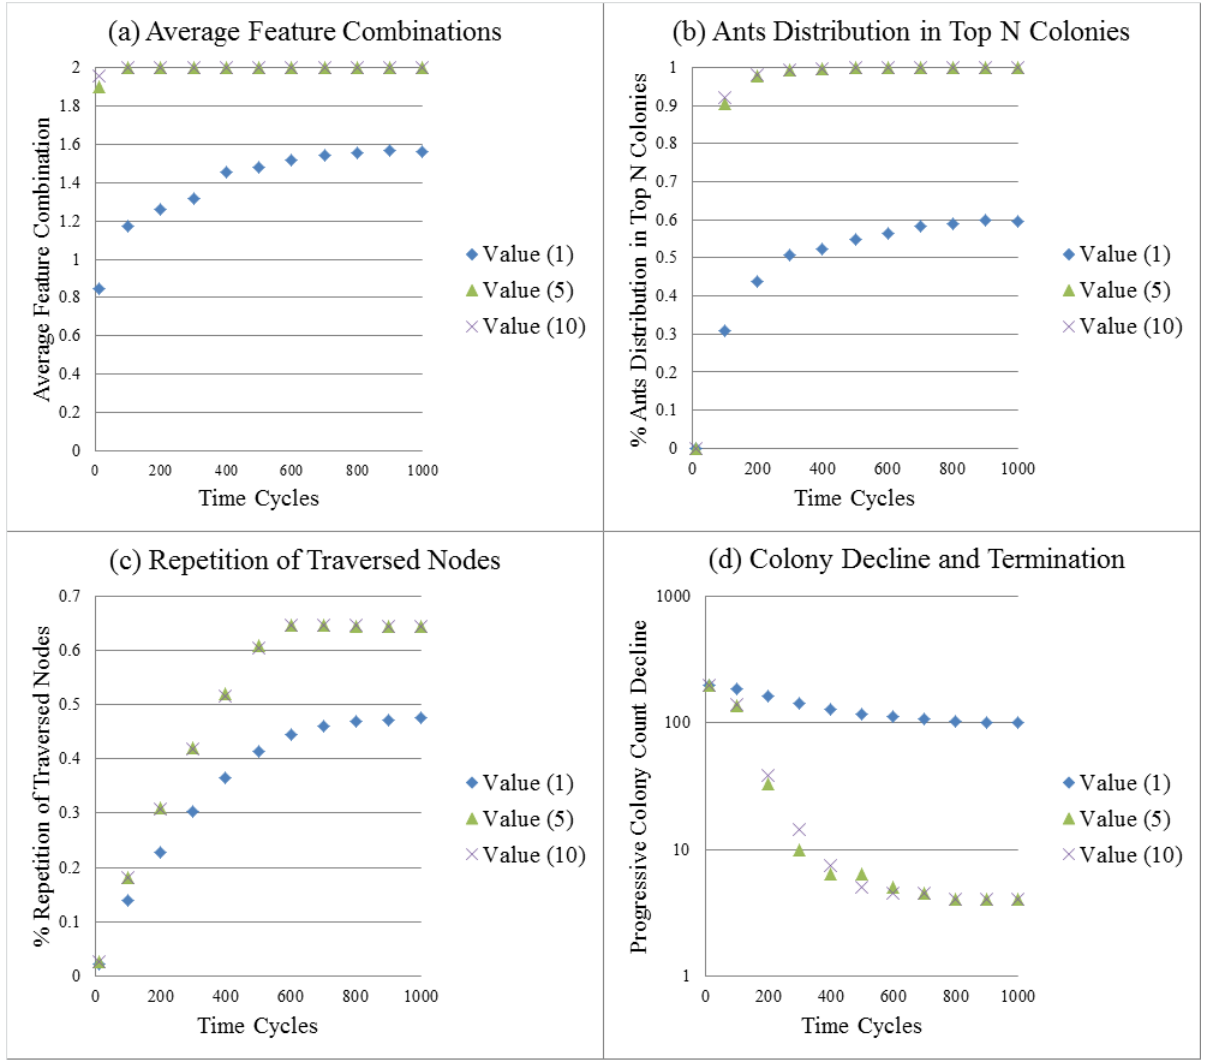 (a) Average Feature Combinations
Average Feature Combination
2
1.8
1.6
1.4
1.2
1
0.8
0.6
0.4
0.2
0
0 200 400 600 800 1000
Time Cycles
Value (1)
Value (5)
Value (10)
(b) Ants Distribution in Top N Colonies
% Ants Distribution in Top N Colonies
1
0.9
0.8
0.7
0.6
0.5
0.4
0.3
0.2
0.1
0
0 200 400 600 800 1000
Time Cycles
Value (1)
Value (5)
Value (10)
(c) Repetition of Traversed Nodes
% Repetition of Traversed Nodes
0.7
0.6
0.5
0.4
0.3
0.2
0.1
0
0 200 400 600 800 1000
Time Cycles
Value (1)
Value (5)
Value (10)
(d) Colony Decline and Termination
Progressive Colony Count Decline
1000
100
10
1
0 200 400 600 800 1000
Time Cycles
Value (1)
Value (5)
Value (10)